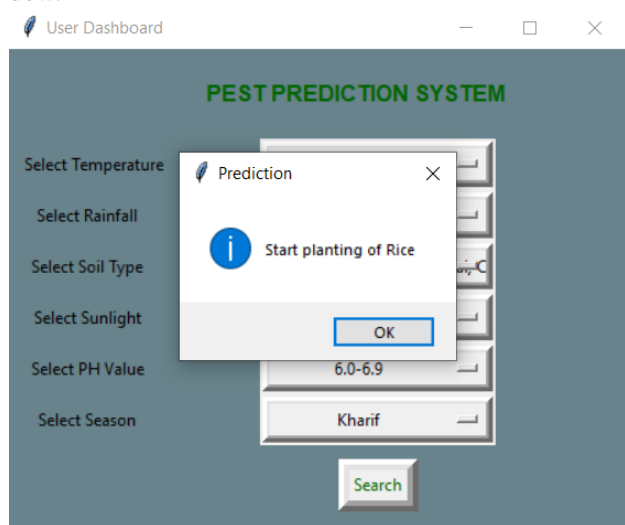 User Dashboard
PEST PREDICTION SYSTEM
Select Temperature
Prediction
Select Rainfall
Start planting of Rice
Select Soil Type
Select Sunlight
OK
Select PH Value
6.0-6.9
Select Season
Kharif
Search